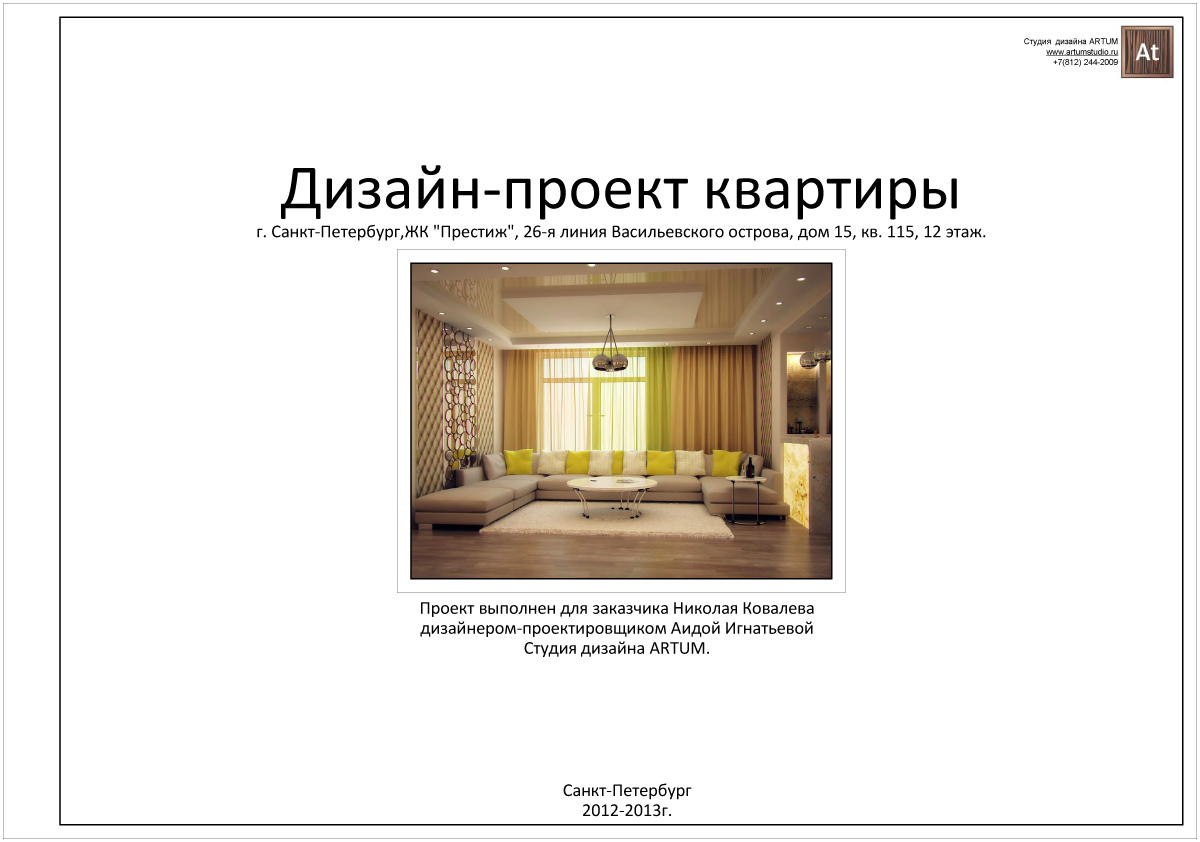 Студия дизайна ARTUM
www.artumstudio.ru
+7(812) 244-2009
At
Дизайн-проект квартиры
г. Санкт-Петербург,ЖК "Престиж", 26-я линия Васильевского острова, дом 15, кв. 115, 12 этаж.
Проект выполнен для заказчика Николая Ковалева
дизайнером-проектировщиком Аидой Игнатьевой
Студия дизайна ARTUM.
Санкт-Петербург
2012-2013г.